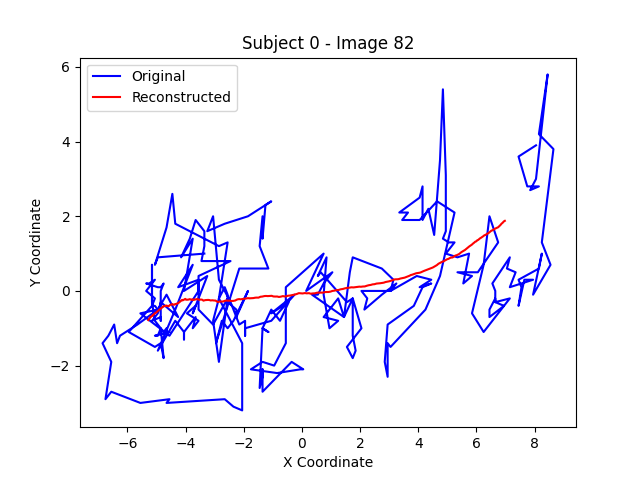 Subject 0 - Image 82
Original
Reconstructed
Y Coordinate
6
4
2
0
−2
−6
−4
−2
0
2
4
6
8
X Coordinate